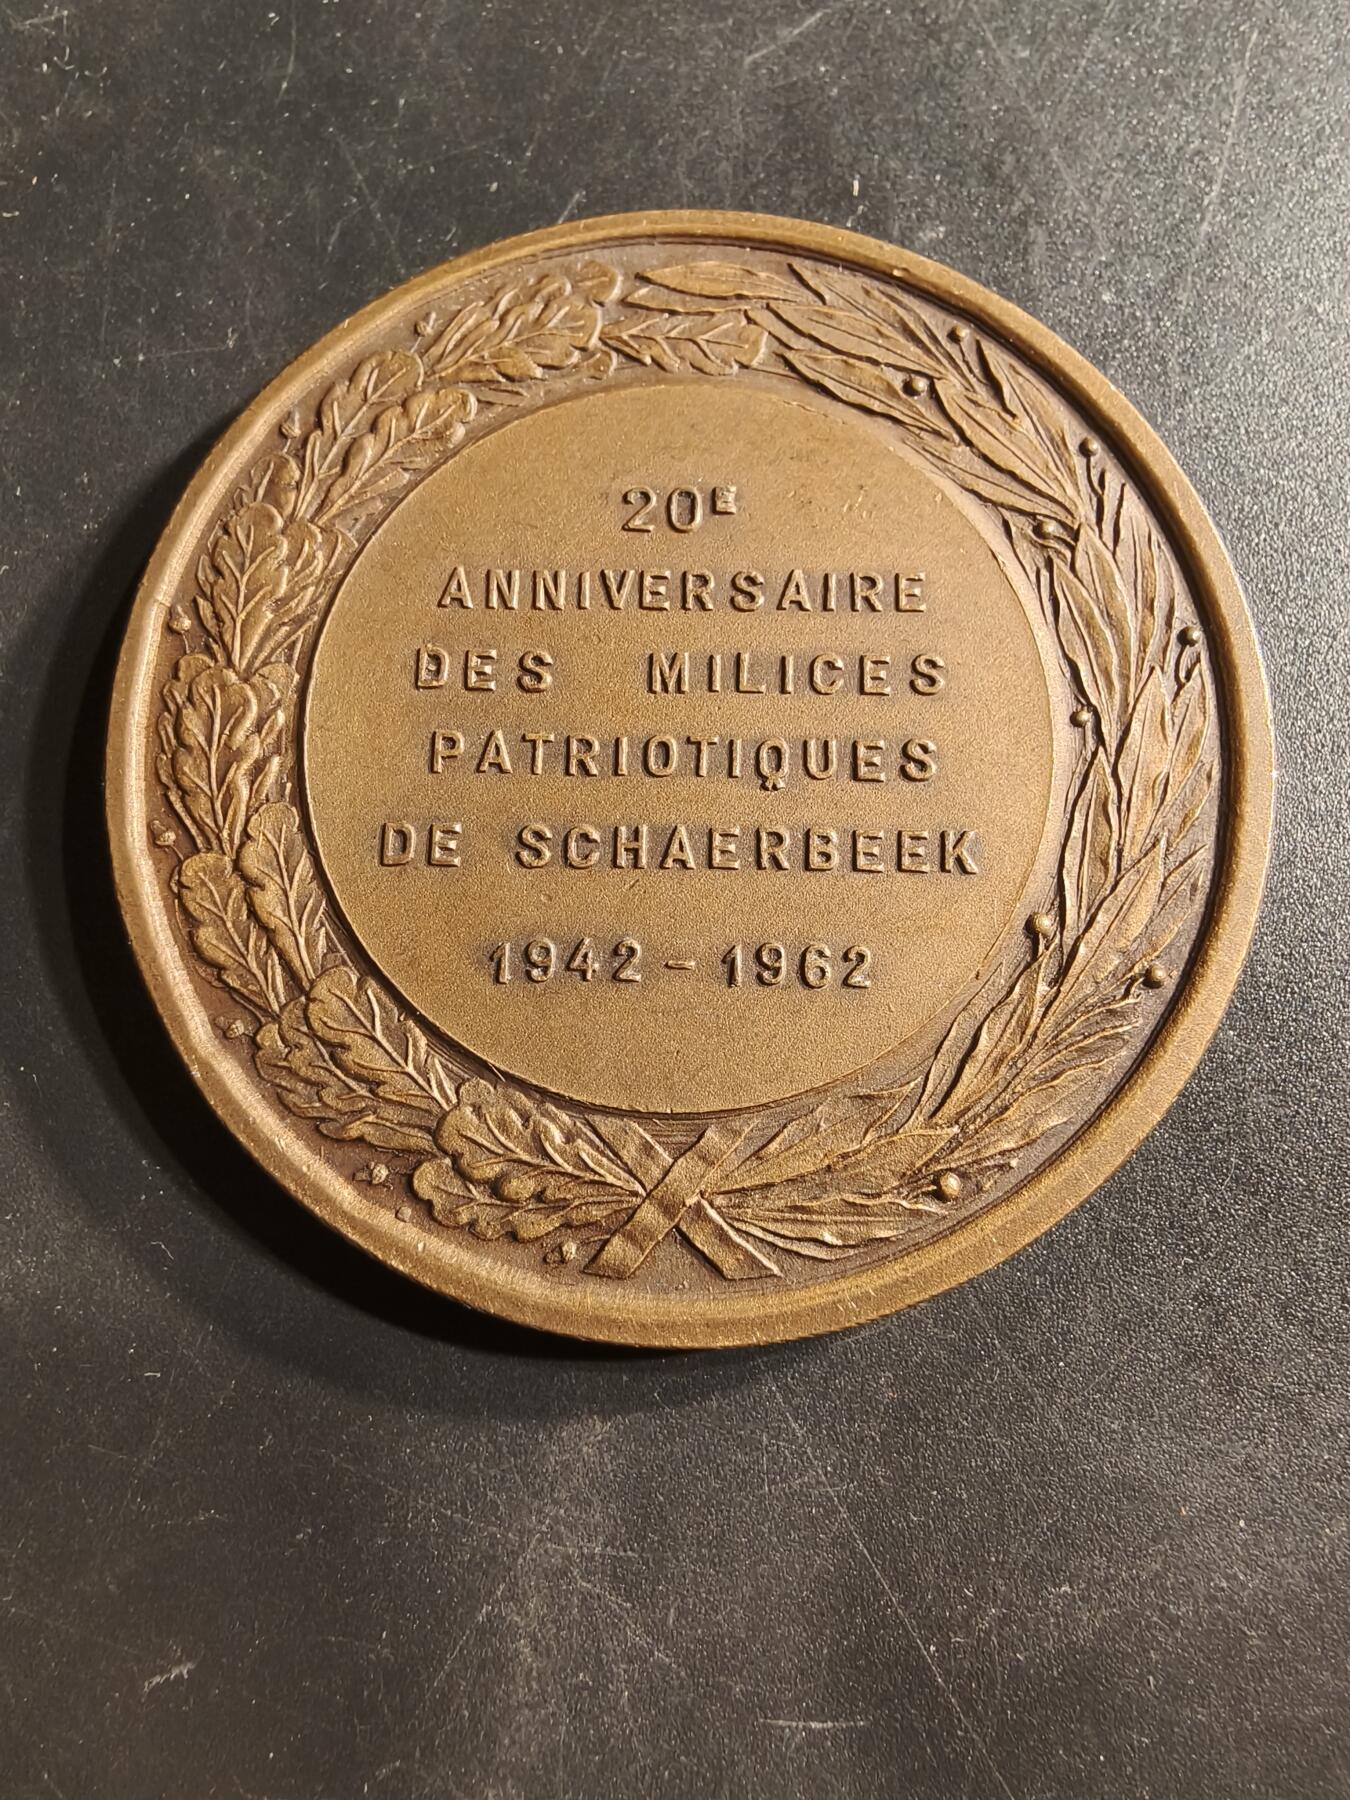 20E
ANNIVERSAIRE
DES MILICES
PATRIOTIQUES
DE SCHAERBEEK
1942 - 1962